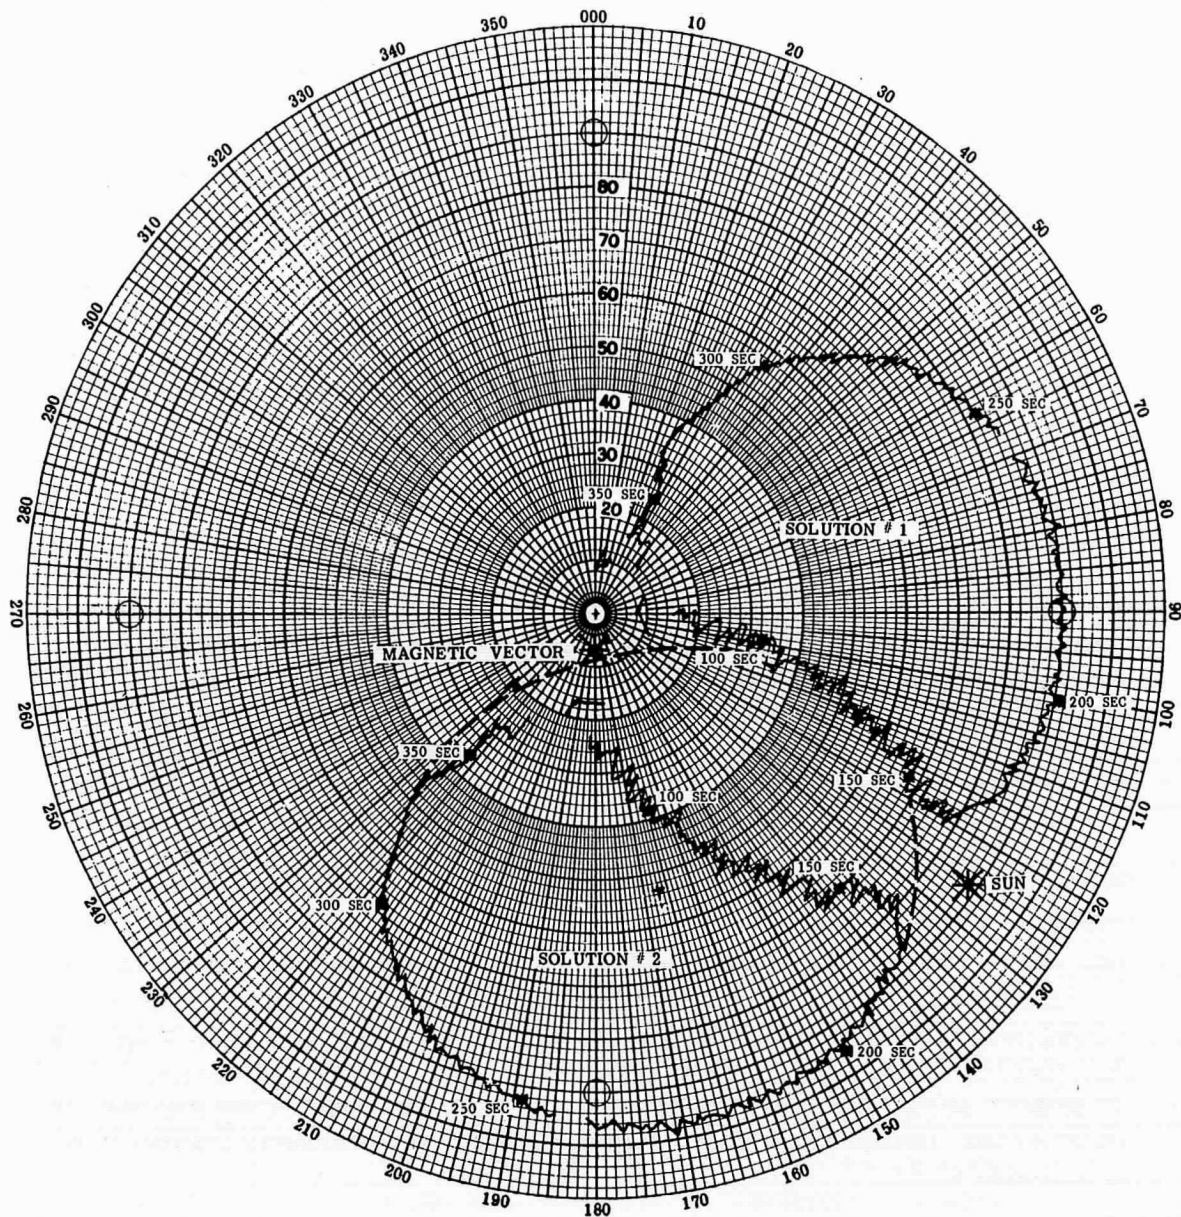 000
10
20
30
40
50
60
70
80
90
100
110
120
130
140
150
160
170
180
190
200
210
220
230
240
250
260
270
280
290
300
310
320
330
340
350
80
70
60
50
40
30
20
300 SEC
250 SEC
350 SEC
SOLUTION # 1
MAGNETIC VECTOR
100 SEC
200 SEC
350 SEC
150 SEC
100 SEC
150 SEC
SUN
300 SEC
SOLUTION # 2
200 SEC
250 SEC